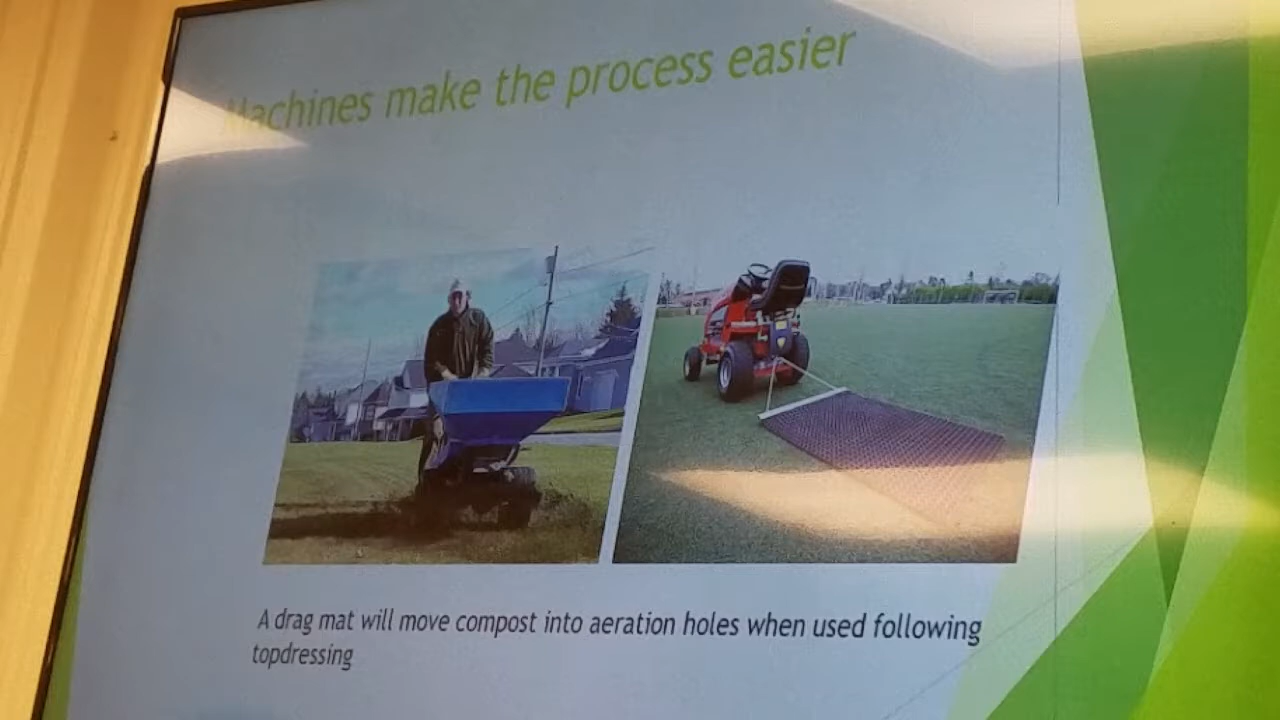 Machines make the process easier
A drag mat will move compost into aeration holes when used following
topdressing